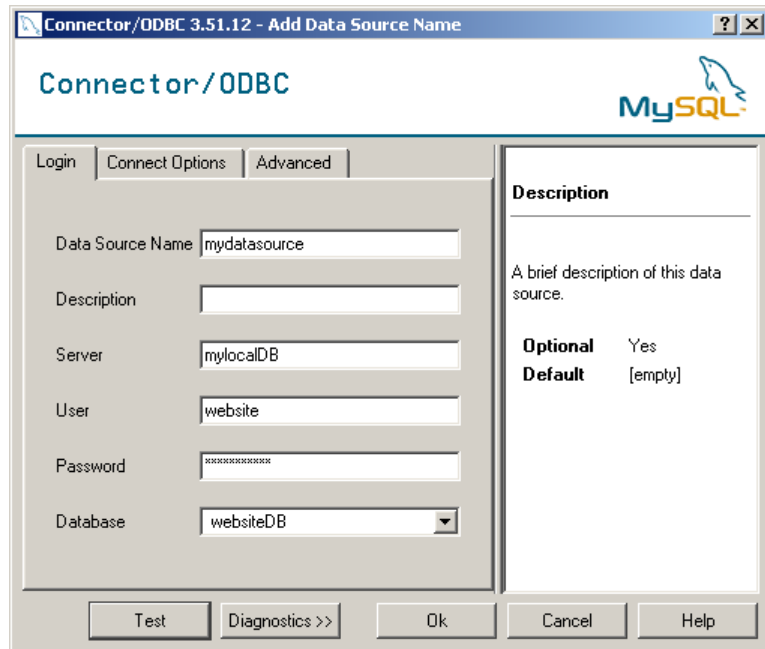 Connector/ODBC 3.51.12 - Add Data Source Name
Connector/ODBC
MySQL
Login
Connect Options
Advanced
Data Source Name mydatasource
Description
Server mylocalDB
User website
Password ***********
Database websiteDB
Description
A brief description of this data
source.
Optional Yes
Default [empty]
Test
Diagnostics >>
Ok
Cancel
Help